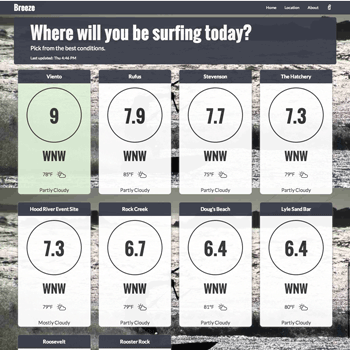 Breeze
Home Location About
Where will you be surfing today?
Pick from the best conditions.
Last updated: Thu 4:46 PM
Viento Rufus Stevenson The Hatchery
9 7.9 7.7 7.3
WNW WNW WNW WNW
78°F 85°F 75°F 79°F
Partly Cloudy Partly Cloudy Partly Cloudy Partly Cloudy
Hood River Event Site Rock Creek Doug's Beach Lyle Sand Bar
7.3 6.7 6.4 6.4
WNW WNW WNW WNW
79°F 79°F 81°F 80°F
Mostly Cloudy Partly Cloudy Partly Cloudy Partly Cloudy
Roosevelt Rooster Rock